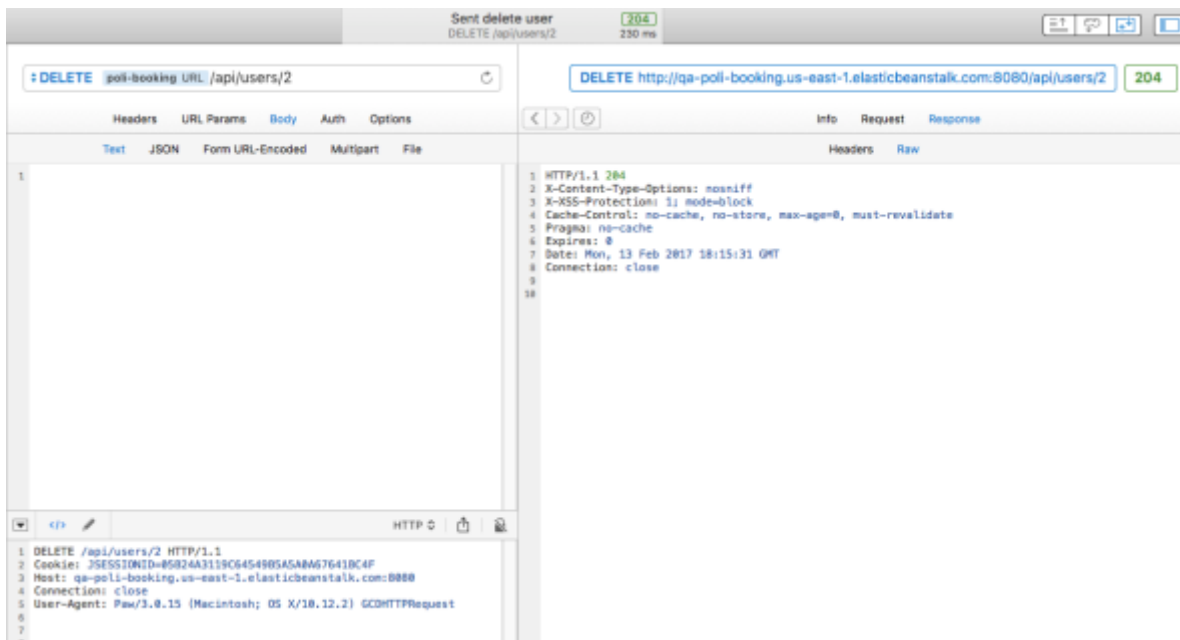 Sent delete user
DELETE /api/users/2
204
230 ms
DELETE poli-booking URL /api/users/2
DELETE http://qa-poli-booking.us-east-1.elasticbeanstalk.com:8080/api/users/2
204
Headers URL Params Body Auth Options
Info Request Response
Text JSON Form URL-Encoded Multipart File
Headers Raw
1
1 HTTP/1.1 204
2 X-Content-Type-Options: nosniff
3 X-XSS-Protection: 1; mode=block
4 Cache-Control: no-cache, no-store, max-age=0, must-revalidate
5 Pragma: no-cache
6 Expires: 0
7 Date: Mon, 13 Feb 2017 18:15:31 GMT
8 Connection: close
9
10
HTTP
1 DELETE /api/users/2 HTTP/1.1
2 Cookie:
3 Host: qa-poli-booking.us-east-1.elasticbeanstalk.com:8080
4 Connection: close
5 User-Agent: Paw/3.0.15 (Macintosh; OS X/10.12.2) GCDHTTPRequest
6
7